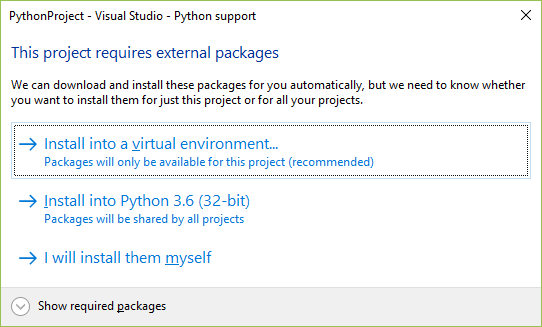 PythonProject - Visual Studio - Python support
This project requires external packages
We can download and install these packages for you automatically, but we need to know whether
you want to install them for just this project or for all your projects.
Install into a virtual environment...
Packages will only be available for this project (recommended)
Install into Python 3.6 (32-bit)
Packages will be shared by all projects
I will install them myself
Show required packages